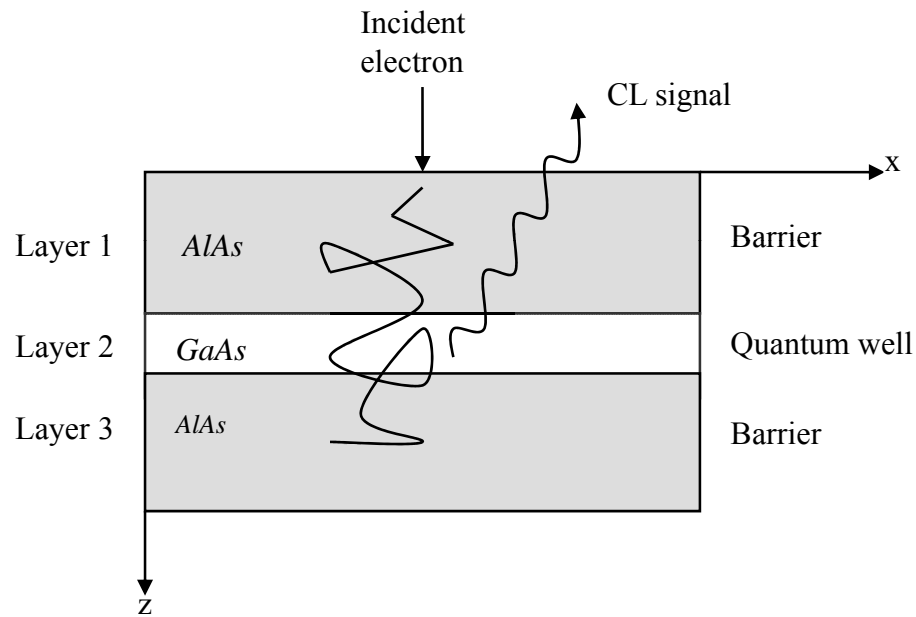 Incident
electron
CL signal
x
Layer 1
AlAs
Barrier
Layer 2
GaAs
Quantum well
Layer 3
AlAs
Barrier
z